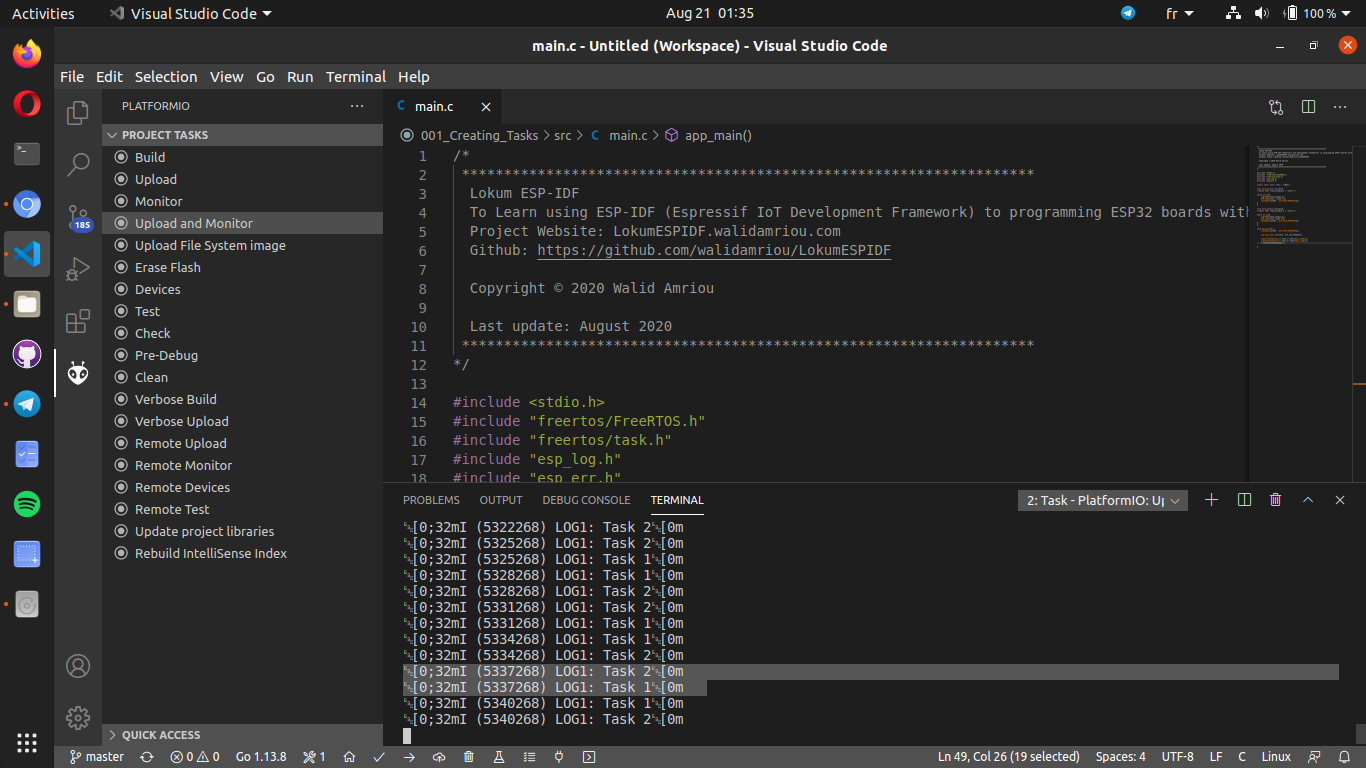 Activities Visual Studio Code Aug 21 01:35 fr 100 %
main.c - Untitled (Workspace) - Visual Studio Code
File Edit Selection View Go Run Terminal Help
PLATFORMIO
PROJECT TASKS
Build
Upload
Monitor
Upload and Monitor
Upload File System image
Erase Flash
Devices
Test
Check
Pre-Debug
Clean
Verbose Build
Verbose Upload
Remote Upload
Remote Monitor
Remote Devices
Remote Test
Update project libraries
Rebuild IntelliSense Index
QUICK ACCESS
185
C main.c
001_Creating_Tasks > src > C main.c > app_main()
1 /*
2 ********************************************************************
3 Lokum ESP-IDF
4 To Learn using ESP-IDF (Espressif IoT Development Framework) to programming ESP32 boards wit
5 Project Website: LokumESPIDF.walidamriou.com
6 Github: https://github.com/walidamriou/LokumESPIDF
7
8 Copyright © 2020 Walid Amriou
9
10 Last update: August 2020
11 ********************************************************************
12 */
13
14 #include <stdio.h>
15 #include "freertos/FreeRTOS.h"
16 #include "freertos/task.h"
17 #include "esp_log.h"
18 #include "esp_err.h"
PROBLEMS OUTPUT DEBUG CONSOLE TERMINAL 2: Task - PlatformIO: Up
␛[0;32mI (5322268) LOG1: Task 2␛[0m
␛[0;32mI (5325268) LOG1: Task 2␛[0m
␛[0;32mI (5325268) LOG1: Task 1␛[0m
␛[0;32mI (5328268) LOG1: Task 1␛[0m
␛[0;32mI (5328268) LOG1: Task 2␛[0m
␛[0;32mI (5331268) LOG1: Task 2␛[0m
␛[0;32mI (5331268) LOG1: Task 1␛[0m
␛[0;32mI (5334268) LOG1: Task 1␛[0m
␛[0;32mI (5334268) LOG1: Task 2␛[0m
␛[0;32mI (5337268) LOG1: Task 2␛[0m
␛[0;32mI (5337268) LOG1: Task 1␛[0m
␛[0;32mI (5340268) LOG1: Task 1␛[0m
␛[0;32mI (5340268) LOG1: Task 2␛[0m
master 0 0 Go 1.13.8 1 Ln 49, Col 26 (19 selected) Spaces: 4 UTF-8 LF C Linux